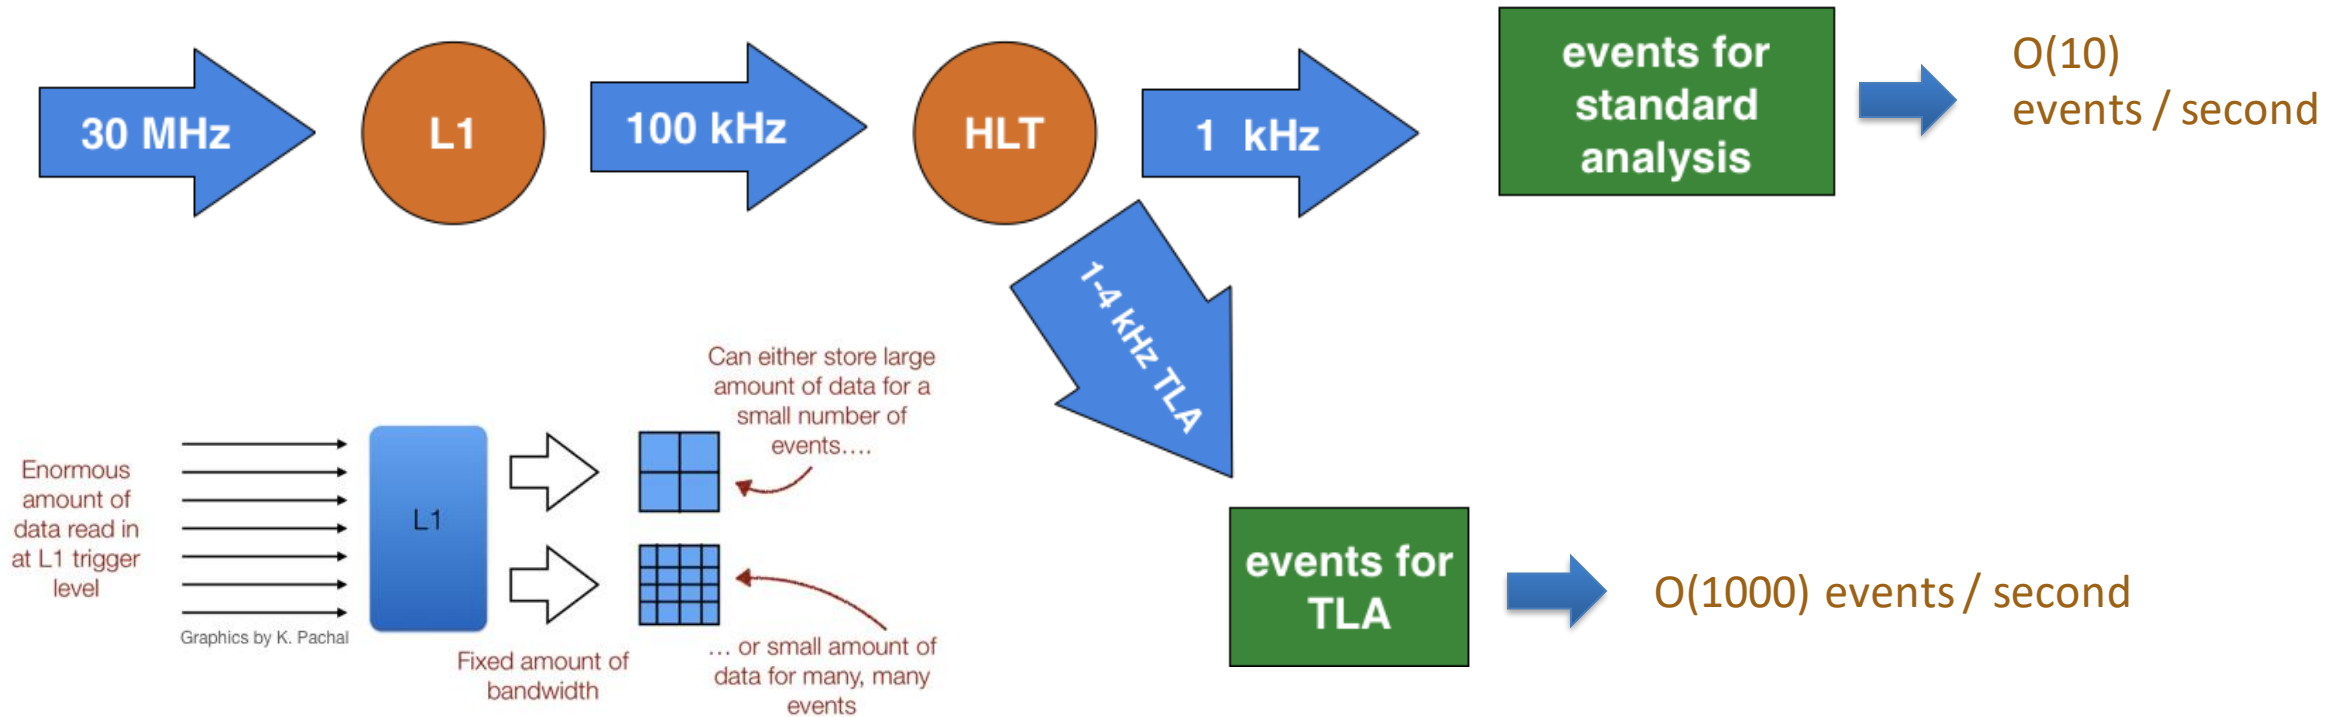 30 MHz
L1
100 kHz
HLT
1 kHz
events for
standard
analysis
O(10)
events / second
1-4 kHz TLA
events for
TLA
O(1000) events / second
Enormous
amount of
data read in
at L1 trigger
level
L1
Graphics by K. Pachal
Fixed amount of
bandwidth
Can either store large
amount of data for a
small number of
events....
... or small amount of
data for many, many
events